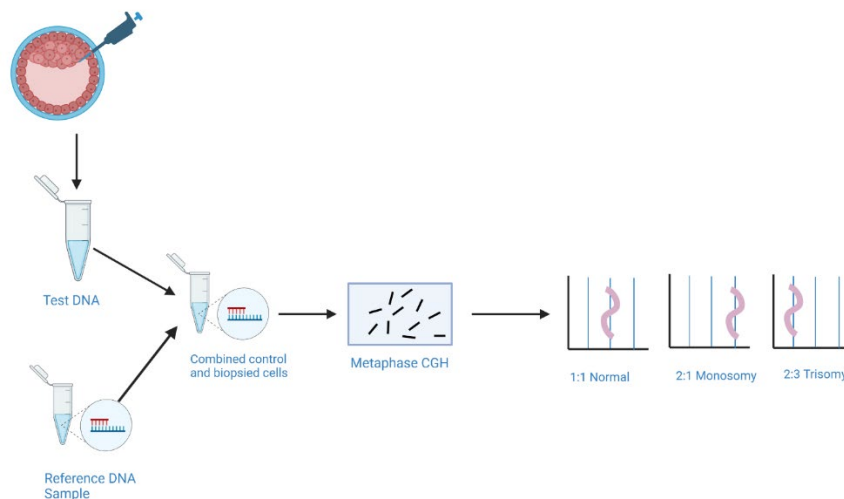 Test DNA
Combined control
and biopsied cells
Metaphase CGH
1:1 Normal
2:1 Monosomy
2:3 Trisomy
Reference DNA
Sample